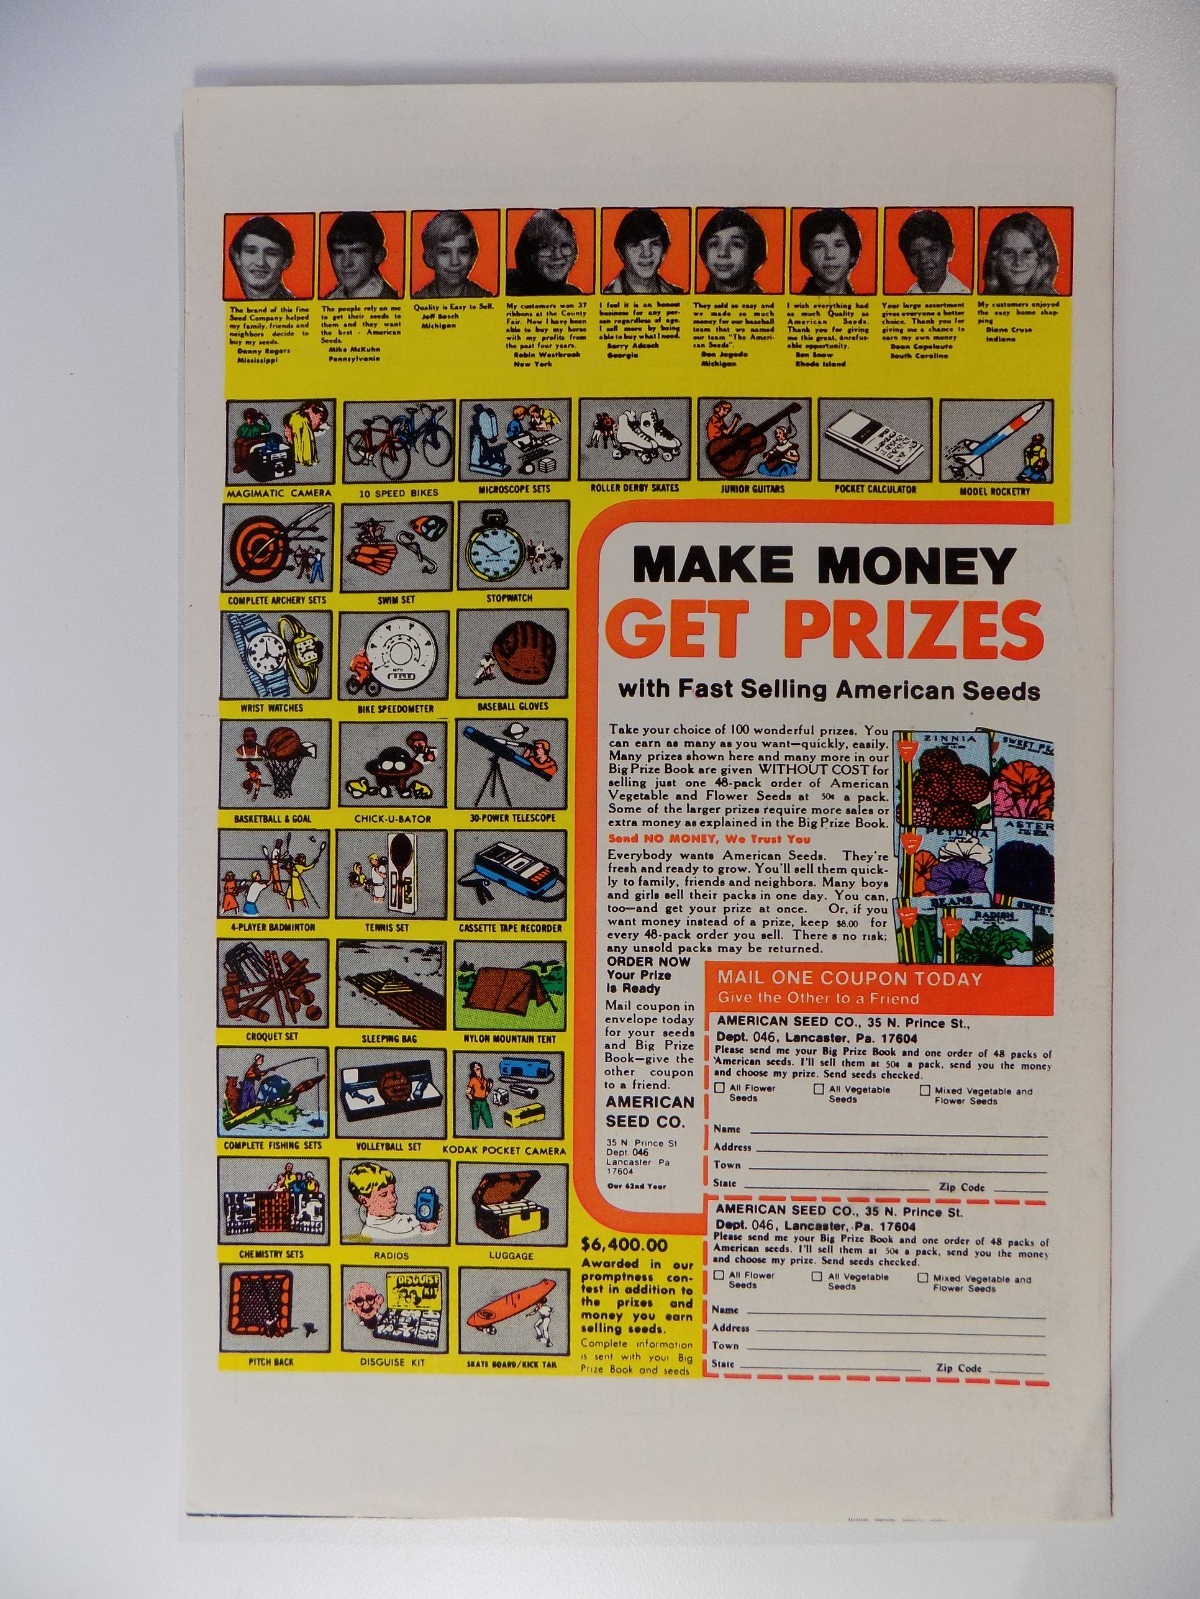 The brand of this fine
Seed Company helped
my family, friends and
neighbors decide to
buy my seeds.
Danny Rogers
Mississippi
The people rely on me
to get their seeds to
them and they want
the best - American
Seeds.
Mike McKuhn
Pennsylvania
Quality is Easy to Sell.
Jeff Bosch
Michigan
My customers won 37
ribbons at the County
Fair. Now I have been
able to buy my horse
with my profits from
the past four years.
Robin Westbrook
New York
I feel it is an honest
business for any per-
son regardless of age.
I sell more by being
able to buy what I need.
Barry Adcock
Georgia
They sold so easy and
we made so much
money for our baseball
team that we named
our team "The Ameri-
can Seeds".
Don Jagoda
Michigan
I wish everything had
as much Quality as
American Seeds.
Thank you for giving
me this great, enrefus-
able opportunity.
Ron Snow
Rhode Island
Your large assortment
gives everyone a better
choice. Thank you for
giving me a chance to
earn my own money
Dean Capelouto
South Carolina
My customers enjoyed
the easy home shop-
ping
Diane Cruse
Indiana
MAGIMATIC CAMERA
10 SPEED BIKES
MICROSCOPE SETS
ROLLER DERBY SKATES
JUNIOR GUITARS
POCKET CALCULATOR
MODEL ROCKETRY
COMPLETE ARCHERY SETS
SWIM SET
STOPWATCH
WRIST WATCHES
BIKE SPEEDOMETER
BASEBALL GLOVES
BASKETBALL & GOAL
CHICK-U-BATOR
30-POWER TELESCOPE
4-PLAYER BADMINTON
TENNIS SET
CASSETTE TAPE RECORDER
CROQUET SET
SLEEPING BAG
NYLON MOUNTAIN TENT
COMPLETE FISHING SETS
VOLLEYBALL SET
KODAK POCKET CAMERA
CHEMISTRY SETS
RADIOS
LUGGAGE
DISGUISE
KIT
PITCH BACK
DISGUISE KIT
SKATE BOARD/KICK TAIL
MAKE MONEY
GET PRIZES
with Fast Selling American Seeds
Take your choice of 100 wonderful prizes. You
can earn as many as you want—quickly, easily.
Many prizes shown here and many more in our
Big Prize Book are given WITHOUT COST for
selling just one 48-pack order of American
Vegetable and Flower Seeds at 50¢ a pack.
Some of the larger prizes require more sales or
extra money as explained in the Big Prize Book.
Send NO MONEY, We Trust You
Everybody wants American Seeds. They're
fresh and ready to grow. You'll sell them quick-
ly to family, friends and neighbors. Many boys
and girls sell their packs in one day. You can,
too—and get your prize at once. Or, if you
want money instead of a prize, keep $8.00 for
every 48-pack order you sell. There s no risk;
any unsold packs may be returned.
ZINNIA
SWEET PE
PETUNIA
ASTER
BEANS
RADISH
SWEET
ORDER NOW
Your Prize
Is Ready
Mail coupon in
envelope today
for your seeds
and Big Prize
Book—give the
other coupon
to a friend.
AMERICAN
SEED CO.
35 N. Prince St
Dept 046
Lancaster Pa
17604
Our 62nd Year
$6,400.00
Awarded in our
promptness con-
test in addition to
the prizes and
money you earn
selling seeds.
Complete information
is sent with your Big
Prize Book and seeds
MAIL ONE COUPON TODAY
Give the Other to a Friend
AMERICAN SEED CO., 35 N. Prince St.,
Dept. 046, Lancaster, Pa. 17604
Please send me your Big Prize Book and one order of 48 packs of
American seeds. I'll sell them at 50¢ a pack, send you the money
and choose my prize. Send seeds checked.
All Flower Seeds
All Vegetable Seeds
Mixed Vegetable and Flower Seeds
Name
Address
Town
State Zip Code
AMERICAN SEED CO., 35 N. Prince St.
Dept. 046, Lancaster, Pa. 17604
Please send me your Big Prize Book and one order of 48 packs of
American seeds. I'll sell them at 50¢ a pack, send you the money
and choose my prize. Send seeds checked.
All Flower Seeds
All Vegetable Seeds
Mixed Vegetable and Flower Seeds
Name
Address
Town
State Zip Code